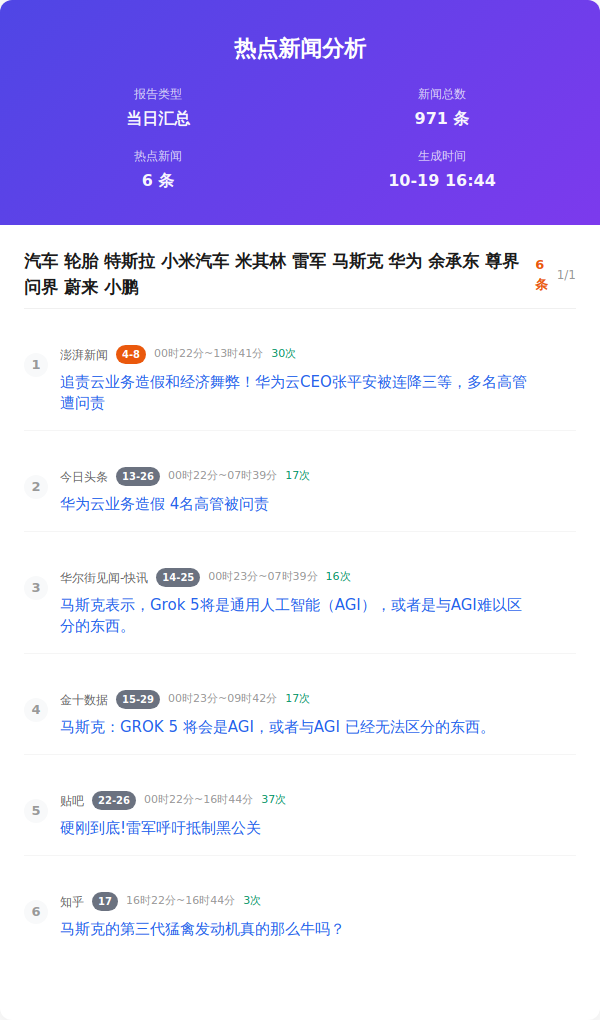 热点新闻分析
报告类型
新闻总数
当日汇总
971 条
热点新闻
生成时间
6 条
10-19 16:44
汽车 轮胎 特斯拉 小米汽车 米其林 雷军 马斯克 华为 余承东 尊界
问界 蔚来 小鹏
6
条
1/1
1
澎湃新闻 4-8 00时22分~13时41分 30次
追责云业务造假和经济舞弊！华为云CEO张平安被连降三等，多名高管
遭问责
2
今日头条 13-26 00时22分~07时39分 17次
华为云业务造假 4名高管被问责
3
华尔街见闻-快讯 14-25 00时23分~07时39分 16次
马斯克表示，Grok 5将是通用人工智能（AGI），或者是与AGI难以区
分的东西。
4
金十数据 15-29 00时23分~09时42分 17次
马斯克：GROK 5 将会是AGI，或者与AGI 已经无法区分的东西。
5
贴吧 22-26 00时22分~16时44分 37次
硬刚到底!雷军呼吁抵制黑公关
6
知乎 17 16时22分~16时44分 3次
马斯克的第三代猛禽发动机真的那么牛吗？